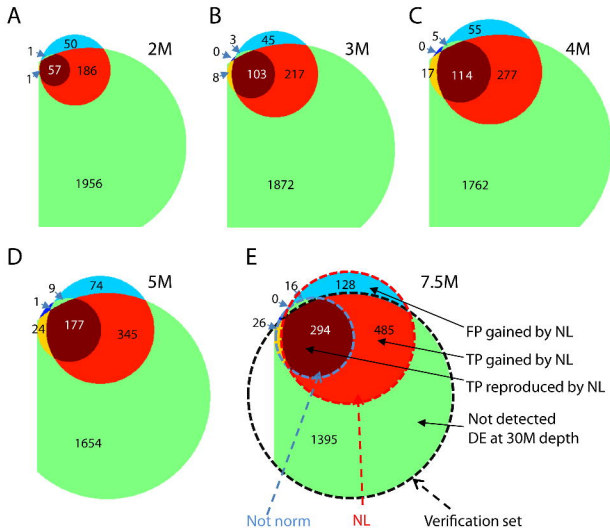 A
2M
50
1
57
186
1
1956
B
3M
3
45
0
103
217
8
1872
C
4M
5
55
0
17
114
277
1762
D
5M
9
74
1
24
177
345
1654
E
7.5M
16
128
0
26
294
485
1395
FP gained by NL
TP gained by NL
TP reproduced by NL
Not detected
DE at 30M depth
Not norm
NL
Verification set